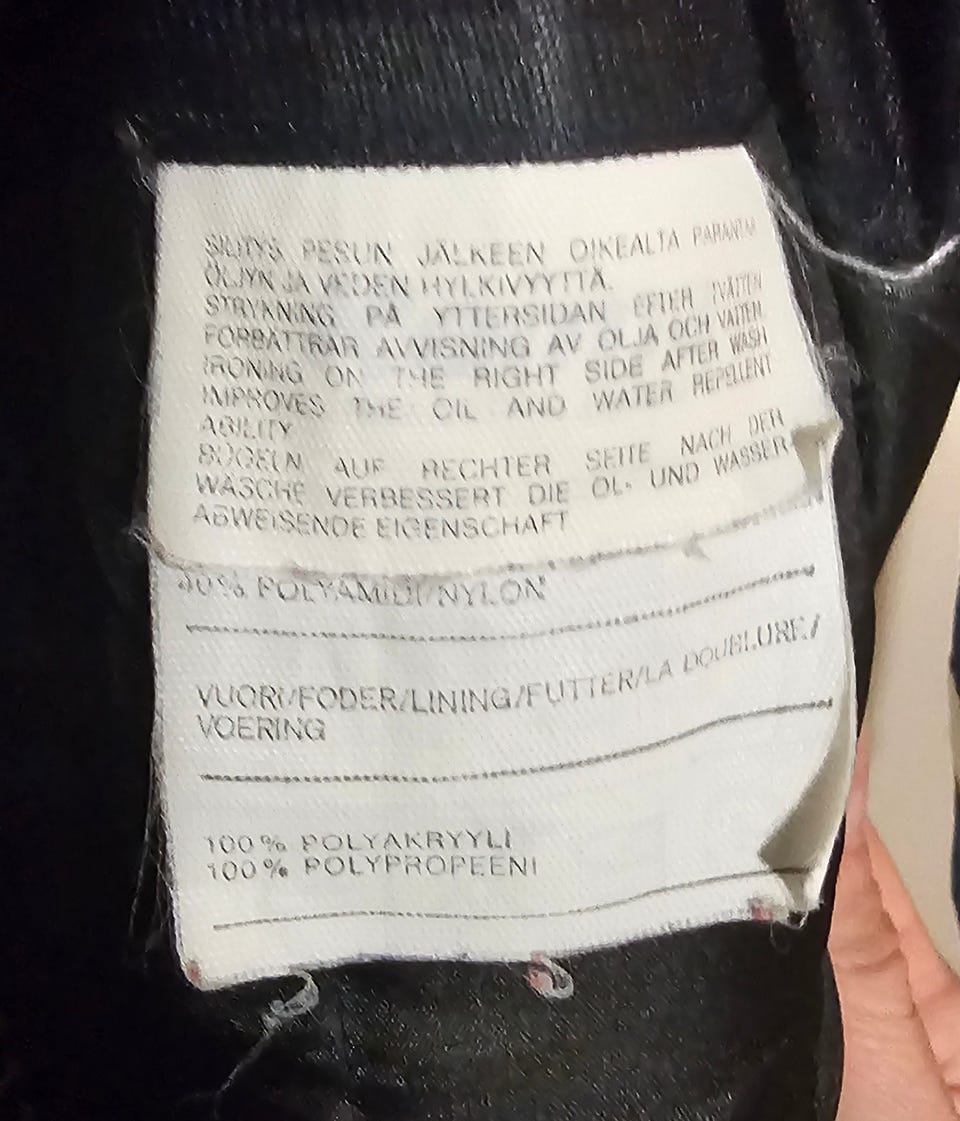 SILITYS PESUN JÄLKEEN OIKEALTA PARANTAA
ÖLJYN JA VEDEN HYLKIVYYTTÄ.
STRYKNING PÅ YTTERSIDAN EFTER TVÄTTEN
FÖRBÄTTRAR AVVISNING AV OLJA OCH VATTEN
IRONING ON THE RIGHT SIDE AFTER WASH
IMPROVES THE OIL AND WATER REPELLENT
ABILITY
BÜGELN AUF RECHTER SEITE NACH DER
WÄSCHE VERBESSERT DIE ÖL- UND WASSER
ABWEISENDE EIGENSCHAFT
40% POLYAMIDI/NYLON
VUORI/FODER/LINING/FUTTER/LA DOUBLURE/
VOERING
100% POLYAKRYYLI
100% POLYPROPEENI